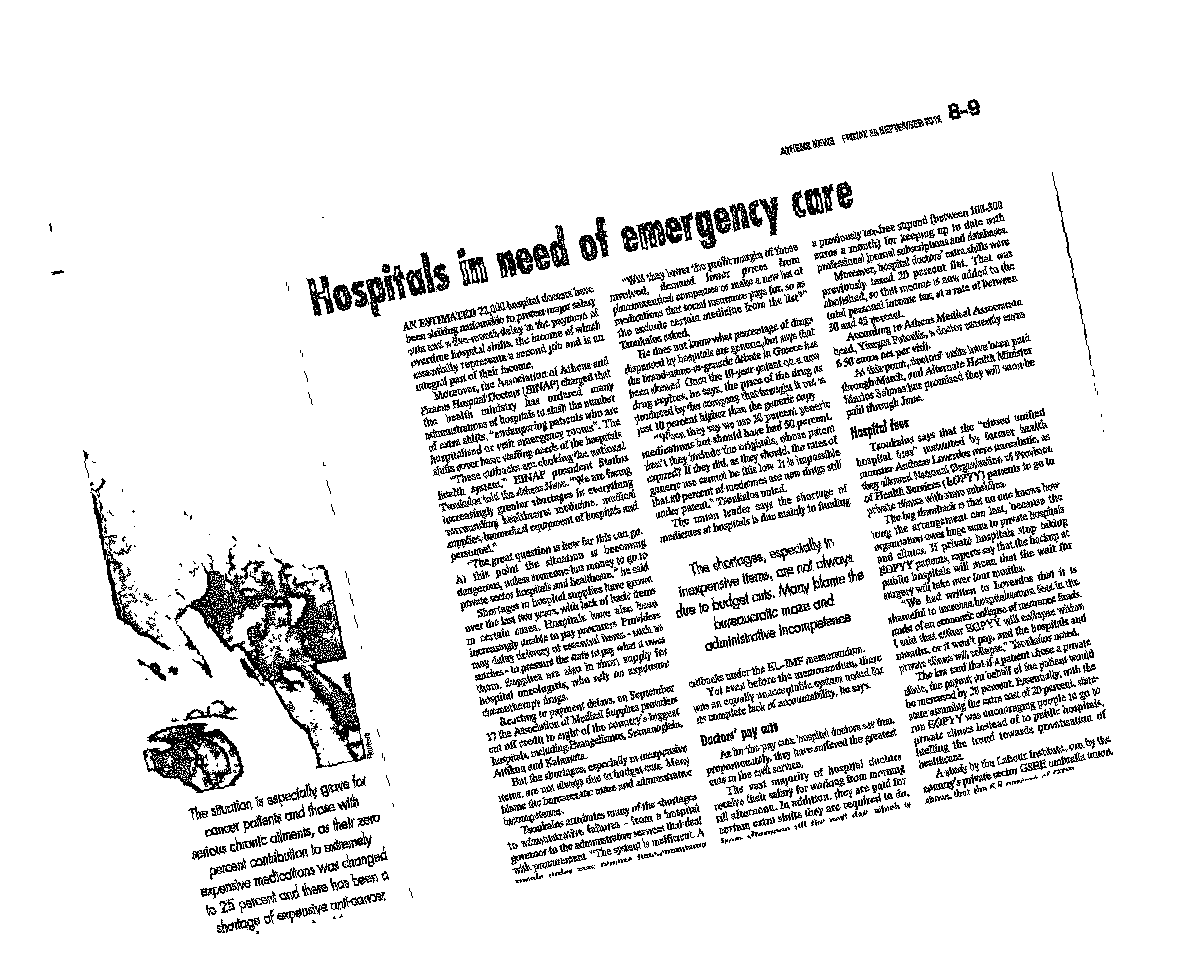 ATHENS NEWS FRIDAY SEPTEMBER 8-9
Hospitals in need of emergency care
AN ESTIMATED 23,000 hospital doctors have
been striking nationwide to protest major salary
cuts and a delay in the payment of
overtime hospital shifts, the income of which
essentially represents a second job and is an
integral part of their income.
Moreover, the Association of Athens and
Piraeus Hospital Doctors (EINAP) charged that
the health ministry has ordered many
administrations of hospitals to slash the number
of extra shifts, "endangering patients who are
hospitalised or visit emergency rooms". The
shifts cover basic staffing needs of the hospitals.
"These cutbacks are choking the national
health system," EINAP president Stathis
Tsoukalos told the Athens News. "We are facing
increasingly greater shortages in everything
surrounding healthcare: medicine, medical
supplies, biomedical equipment of hospitals and
personnel."
"The great question is how far this can go.
At this point the situation is becoming
dangerous, unless someone has money to go to
private sector hospitals and healthcare," he said.
Shortages in hospital supplies have grown
over the last two years, with lack of basic items
in certain cases. Hospitals have also been
increasingly unable to pay procurers. Providers
may delay delivery of essential items - such as
- to pressure the state to pay what it owes
them. Supplies are also in short supply for
hospital oncologists, who rely on expensive
chemotherapy drugs.
Reacting to payment delays, on September
17 the Association of Medical Supplies providers
cut off credit to eight of the country's biggest
hospitals, including Evangelismos, Sismanoglio,
Attikon and Kalamata.
But the shortages, especially in inexpensive
items, are not always due to budget cuts. Many
blame the bureaucratic maze and administrative
incompetence.
Tsoukalos attributes many of the shortages
to administrative failures - from a hospital
governor to the administrative services that deal
with procurement. "The system is inefficient. A
"Will they lower the profit margin of those
involved, demand lower prices from
pharmaceutical companies or make a new list of
medications that social insurance pays for, so as
to exclude certain medicine from the list?"
Tsoukalos asked.
He does not know what percentage of drugs
dispensed by hospitals are generic, but says that
the brand-name-or-generic debate in Greece has
been skewed. Once the 10-year patent on a new
drug expires, he says, the price of the drug as
produced by the company that brought it out is
just 10 percent higher than the generic copy.
"When they say we use 18 percent generic
medications but should have had 50 percent,
don't they include the originals, whose patent
expired? If they did, as they should, the rates of
generic use cannot be this low. It is impossible
that 80 percent of medicines are new drugs still
under patent," Tsoukalos noted.
The union leader says the shortage of
medicines at hospitals is due mainly to funding
The shortages, especially in
inexpensive items, are not always
due to budget cuts. Many blame the
bureaucratic maze and
administrative incompetence
cutbacks under the EU-IMF memorandum.
Yet even before the memorandum, there
was an equally unacceptable system noted for
its complete lack of accountability, he says.
Doctors' pay cuts
As for the pay cuts, hospital doctors say that,
proportionately, they have suffered the greatest
cuts in the civil service.
The vast majority of hospital doctors
receive their salary for working from morning
till afternoon. In addition, they are paid for
certain extra shifts they are required to do,
from afternoon till the next day, which is
a previously tax-free stipend (between
euros a month) for keeping up to date with
professional journal subscriptions and databases.
Moreover, hospital doctors' extra shifts were
previously taxed 20 percent flat. That was
abolished, so that income is now added to the
total personal income tax, at a rate of between
30 and 45 percent.
According to Athens Medical Association
head, Yiorgos Patoulis, a doctor currently earns
6.50 euros net per visit.
At this point, doctors' visits have been paid
through March, and Alternate Health Minister
Marios Salmas has promised they will soon be
paid through June.
Hospital fees
Tsoukalos says that the "closed unified
hospital fees" instituted by former health
minister Andreas Loverdos were unrealistic, as
they allowed National Organisation of Provision
of Health Services (EOPYY) patients to go to
private clinics with state subsidies.
The big drawback is that no one knows how
long the arrangement can last, because the
organisation owes huge sums to private hospitals
and clinics. If private hospitals stop taking
EOPYY patients, experts say that the backup at
public hospitals will mean that the wait for
surgery will take over four months.
"We had written to Loverdos that it is
shameful to increase hospitalisation fees in the
midst of an economic collapse of insurance funds.
I said that either EOPYY will collapse within
months, or it won't pay, and the hospitals and
private clinics will collapse," Tsoukalos noted.
The law said that if a patient chose a private
clinic, the payout on behalf of the patient would
be increased by 20 percent. Essentially, with the
state assuming the extra cost of 20 percent, state-
run EOPYY was encouraging people to go to
private clinics instead of to public hospitals,
fuelling the trend towards privatisation of
healthcare.
A study by the Labour Institute, run by the
country's private sector GSEE umbrella union,
The situation is especially grave for
cancer patients and those with
serious chronic ailments, as their zero
percent contribution to extremely
expensive medications was changed
to 25 percent and there has been a
shortage of expensive anti-cancer